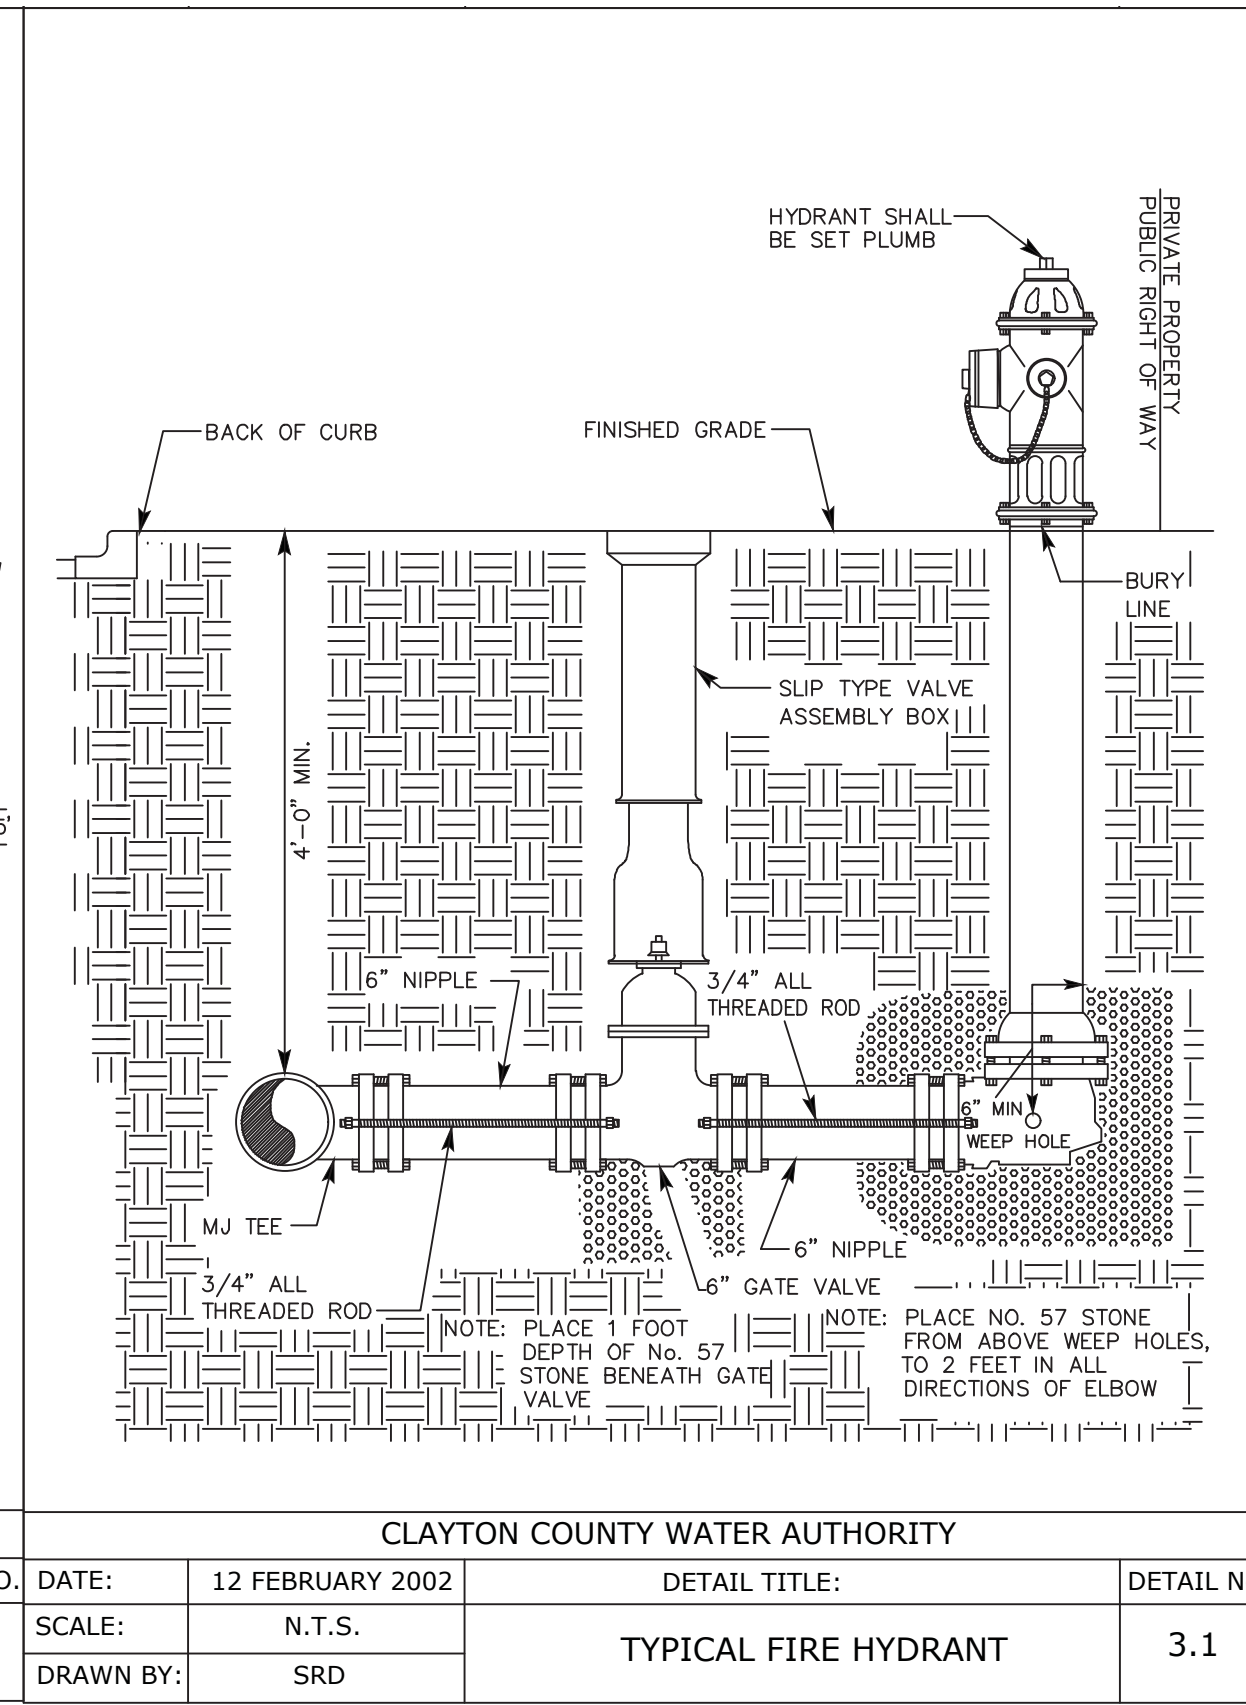 HYDRANT SHALL
BE SET PLUMB
PRIVATE PROPERTY
PUBLIC RIGHT OF WAY
BACK OF CURB
FINISHED GRADE
BURY
LINE
SLIP TYPE VALVE
ASSEMBLY BOX
4'-0" MIN.
6" NIPPLE
3/4" ALL
THREADED ROD
6" MIN
WEEP HOLE
MJ TEE
6" NIPPLE
3/4" ALL
THREADED ROD
6" GATE VALVE
NOTE: PLACE 1 FOOT
DEPTH OF No. 57
STONE BENEATH GATE
VALVE
NOTE: PLACE NO. 57 STONE
FROM ABOVE WEEP HOLES,
TO 2 FEET IN ALL
DIRECTIONS OF ELBOW
CLAYTON COUNTY WATER AUTHORITY
DATE: 12 FEBRUARY 2002
DETAIL TITLE:
DETAIL N
SCALE: N.T.S.
TYPICAL FIRE HYDRANT
3.1
DRAWN BY: SRD